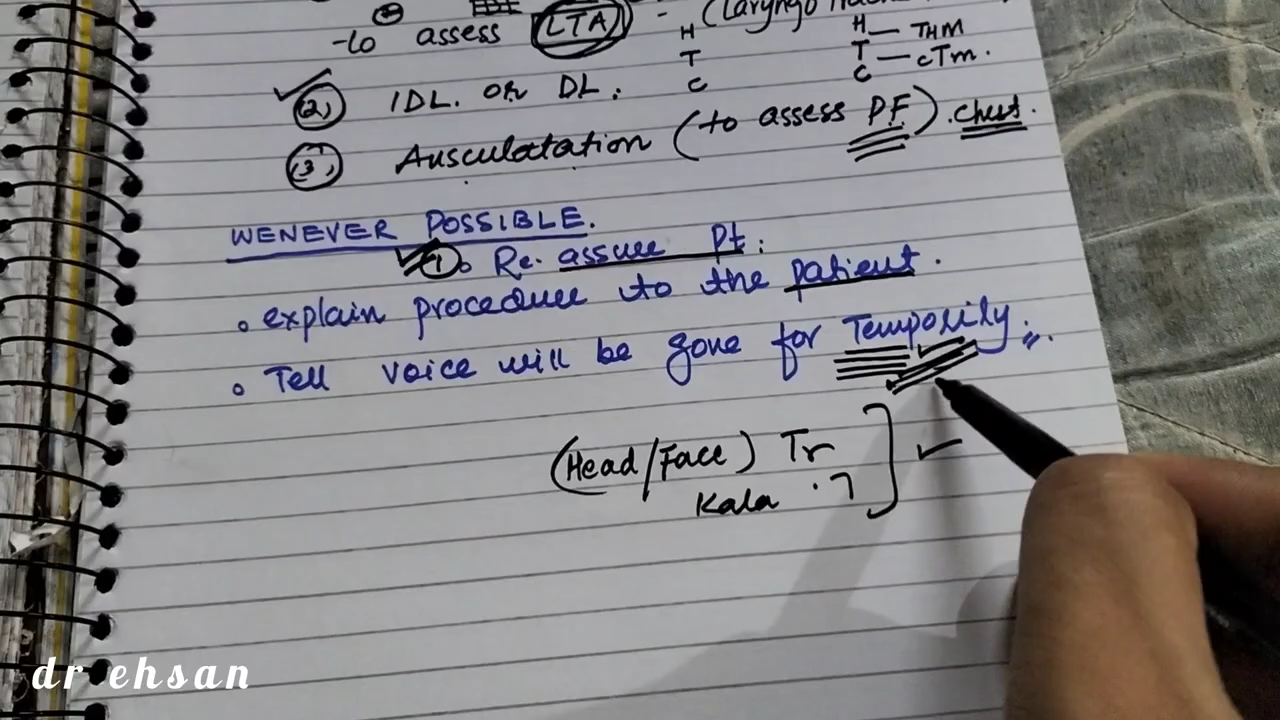 -to assess (LTA) - (Laryngo
H
T
C
H — THM
T — cTm.
C
(2,) IDL. or DL.
(3,) Ausculatation (to assess PF). chest.
WENEVER POSSIBLE.
(1). Re.assure Pt.
• explain procedure to the patient.
• Tell voice will be gone for Temporily.
(Head/Face) Tr
Kala
dr ehsan